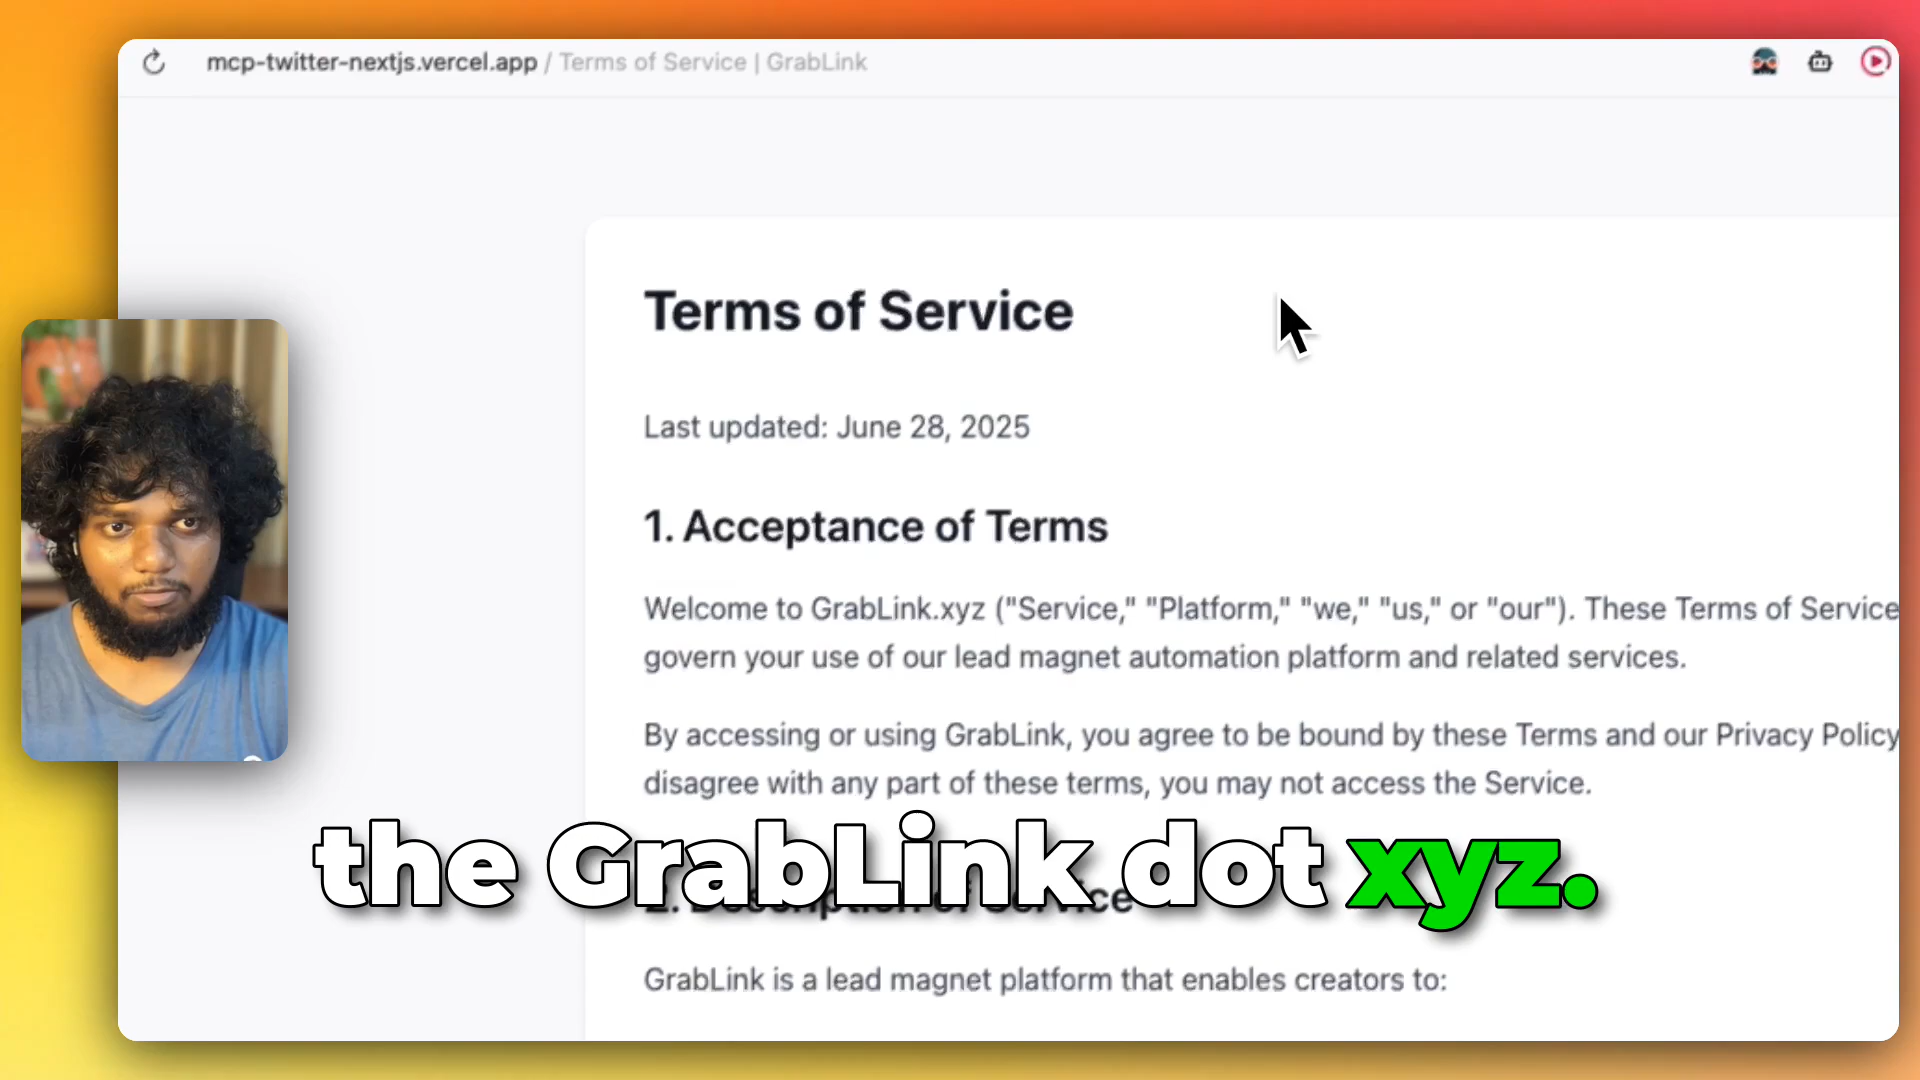 mcp-twitter-nextjs.vercel.app / Terms of Service | GrabLink
Terms of Service
Last updated: June 28, 2025
1. Acceptance of Terms
Welcome to GrabLink.xyz ("Service," "Platform," "we," "us," or "our"). These Terms of Service
govern your use of our lead magnet automation platform and related services.
By accessing or using GrabLink, you agree to be bound by these Terms and our Privacy Policy
disagree with any part of these terms, you may not access the Service.
the GrabLink dot xyz.
2. Description of Service
GrabLink is a lead magnet platform that enables creators to: